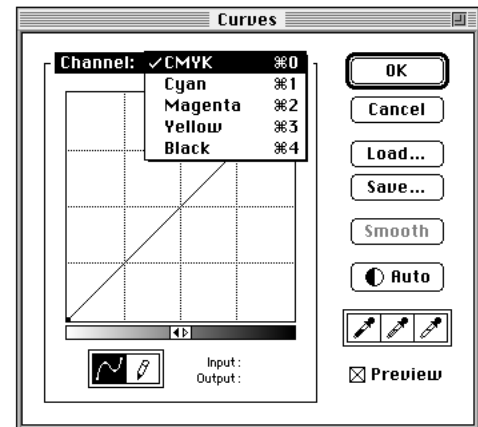 Curves
Channel: ✓CMYK ⌘0
Cyan ⌘1
Magenta ⌘2
Yellow ⌘3
Black ⌘4
Input:
Output:
OK
Cancel
Load...
Save...
Smooth
Auto
Preview